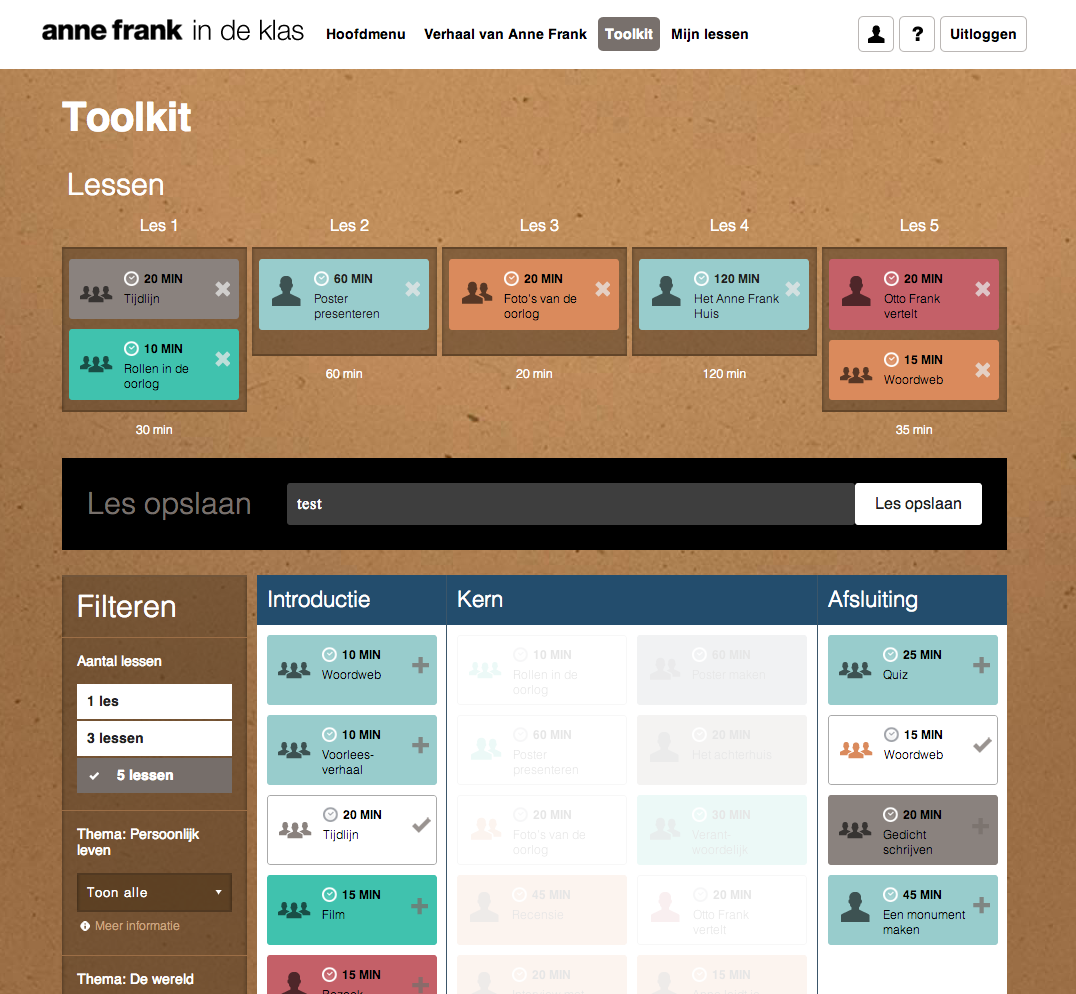 anne frank in de klas
Hoofdmenu
Verhaal van Anne Frank
Toolkit
Mijn lessen
?
Uitloggen
Toolkit
Lessen
Les 1
Les 2
Les 3
Les 4
Les 5
20 MIN
Tijdlijn
10 MIN
Rollen in de
oorlog
30 min
60 MIN
Poster
presenteren
60 min
20 MIN
Foto's van de
oorlog
20 min
120 MIN
Het Anne Frank
Huis
120 min
20 MIN
Otto Frank
vertelt
15 MIN
Woordweb
35 min
Les opslaan
test
Les opslaan
Filteren
Aantal lessen
1 les
3 lessen
5 lessen
Thema: Persoonlijk
leven
Toon alle
Meer informatie
Thema: De wereld
Introductie
10 MIN
Woordweb
10 MIN
Voorlees-
verhaal
20 MIN
Tijdlijn
15 MIN
Film
15 MIN
Bezoek
Kern
10 MIN
Rollen in de
oorlog
60 MIN
Poster maken
60 MIN
Poster
presenteren
20 MIN
Het achterhuis
20 MIN
Foto's van de
oorlog
30 MIN
Verant-
woordelijk
45 MIN
Recensie
20 MIN
Otto Frank
vertelt
20 MIN
15 MIN
Afsluiting
25 MIN
Quiz
15 MIN
Woordweb
20 MIN
Gedicht
schrijven
45 MIN
Een monument
maken